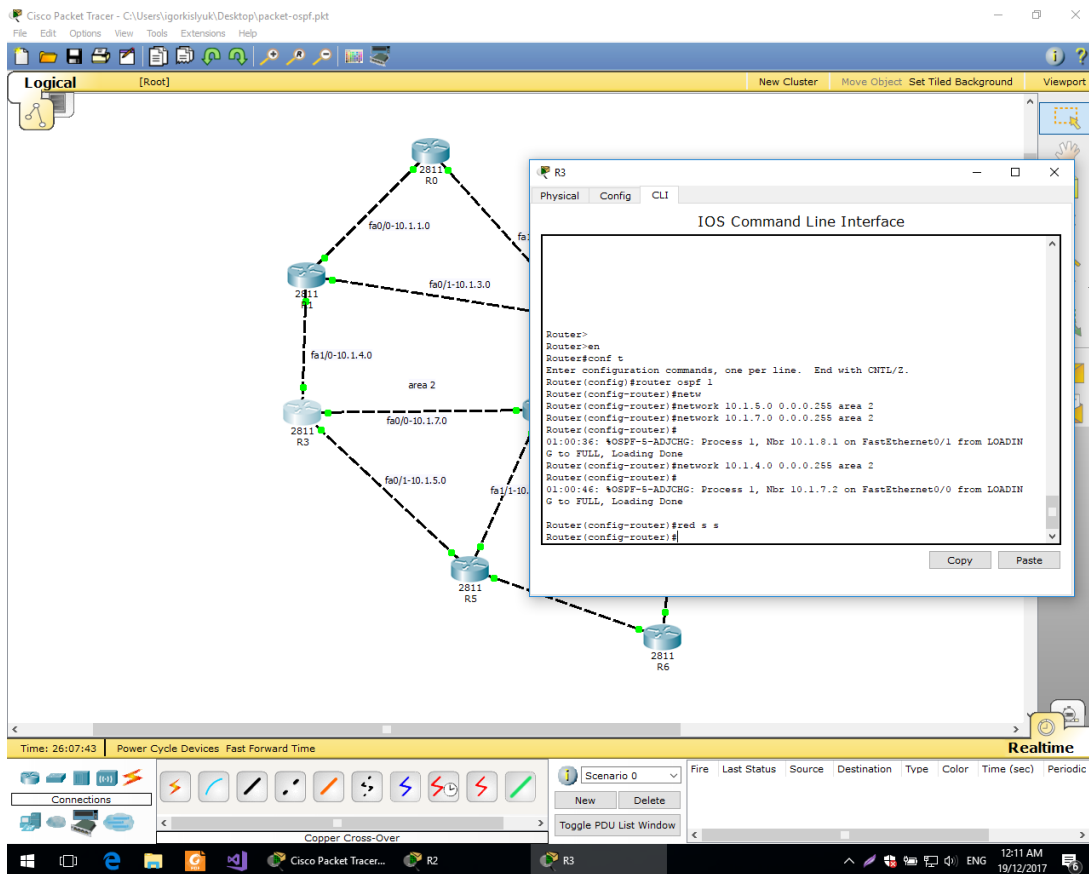 Cisco Packet Tracer - C:\Users\igorkislyuk\Desktop\packet-ospf.pkt
File Edit Options View Tools Extensions Help
Logical [Root] New Cluster Move Object Set Tiled Background Viewport
2811
R0
fa0/0-10.1.1.0
fa1
2811
R1
fa0/1-10.1.3.0
fa1/0-10.1.4.0
area 2
2811
R3
fa0/0-10.1.7.0
fa0/1-10.1.5.0
fa1/1-10.
2811
R5
2811
R6
R3
Physical Config CLI
IOS Command Line Interface
Router>
Router>en
Router#conf t
Enter configuration commands, one per line. End with CNTL/Z.
Router(config)#router ospf 1
Router(config-router)#netw
Router(config-router)#network 10.1.5.0 0.0.0.255 area 2
Router(config-router)#network 10.1.7.0 0.0.0.255 area 2
Router(config-router)#
01:00:36: %OSPF-5-ADJCHG: Process 1, Nbr 10.1.8.1 on FastEthernet0/1 from LOADIN
G to FULL, Loading Done
Router(config-router)#network 10.1.4.0 0.0.0.255 area 2
Router(config-router)#
01:00:46: %OSPF-5-ADJCHG: Process 1, Nbr 10.1.7.2 on FastEthernet0/0 from LOADIN
G to FULL, Loading Done
Router(config-router)#red s s
Router(config-router)#
Copy Paste
Time: 26:07:43 Power Cycle Devices Fast Forward Time Realtime
Connections
Copper Cross-Over
Scenario 0
New Delete
Toggle PDU List Window
Fire Last Status Source Destination Type Color Time (sec) Periodic
Cisco Packet Tracer... R2 R3 ENG 12:11 AM
19/12/2017
6